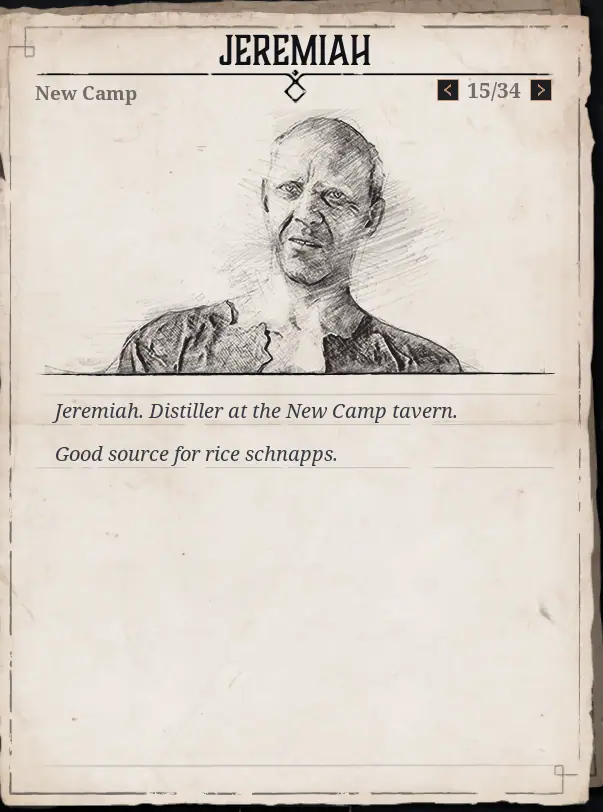 JEREMIAH
New Camp
< 15/34 >
Jeremiah. Distiller at the New Camp tavern.
Good source for rice schnapps.